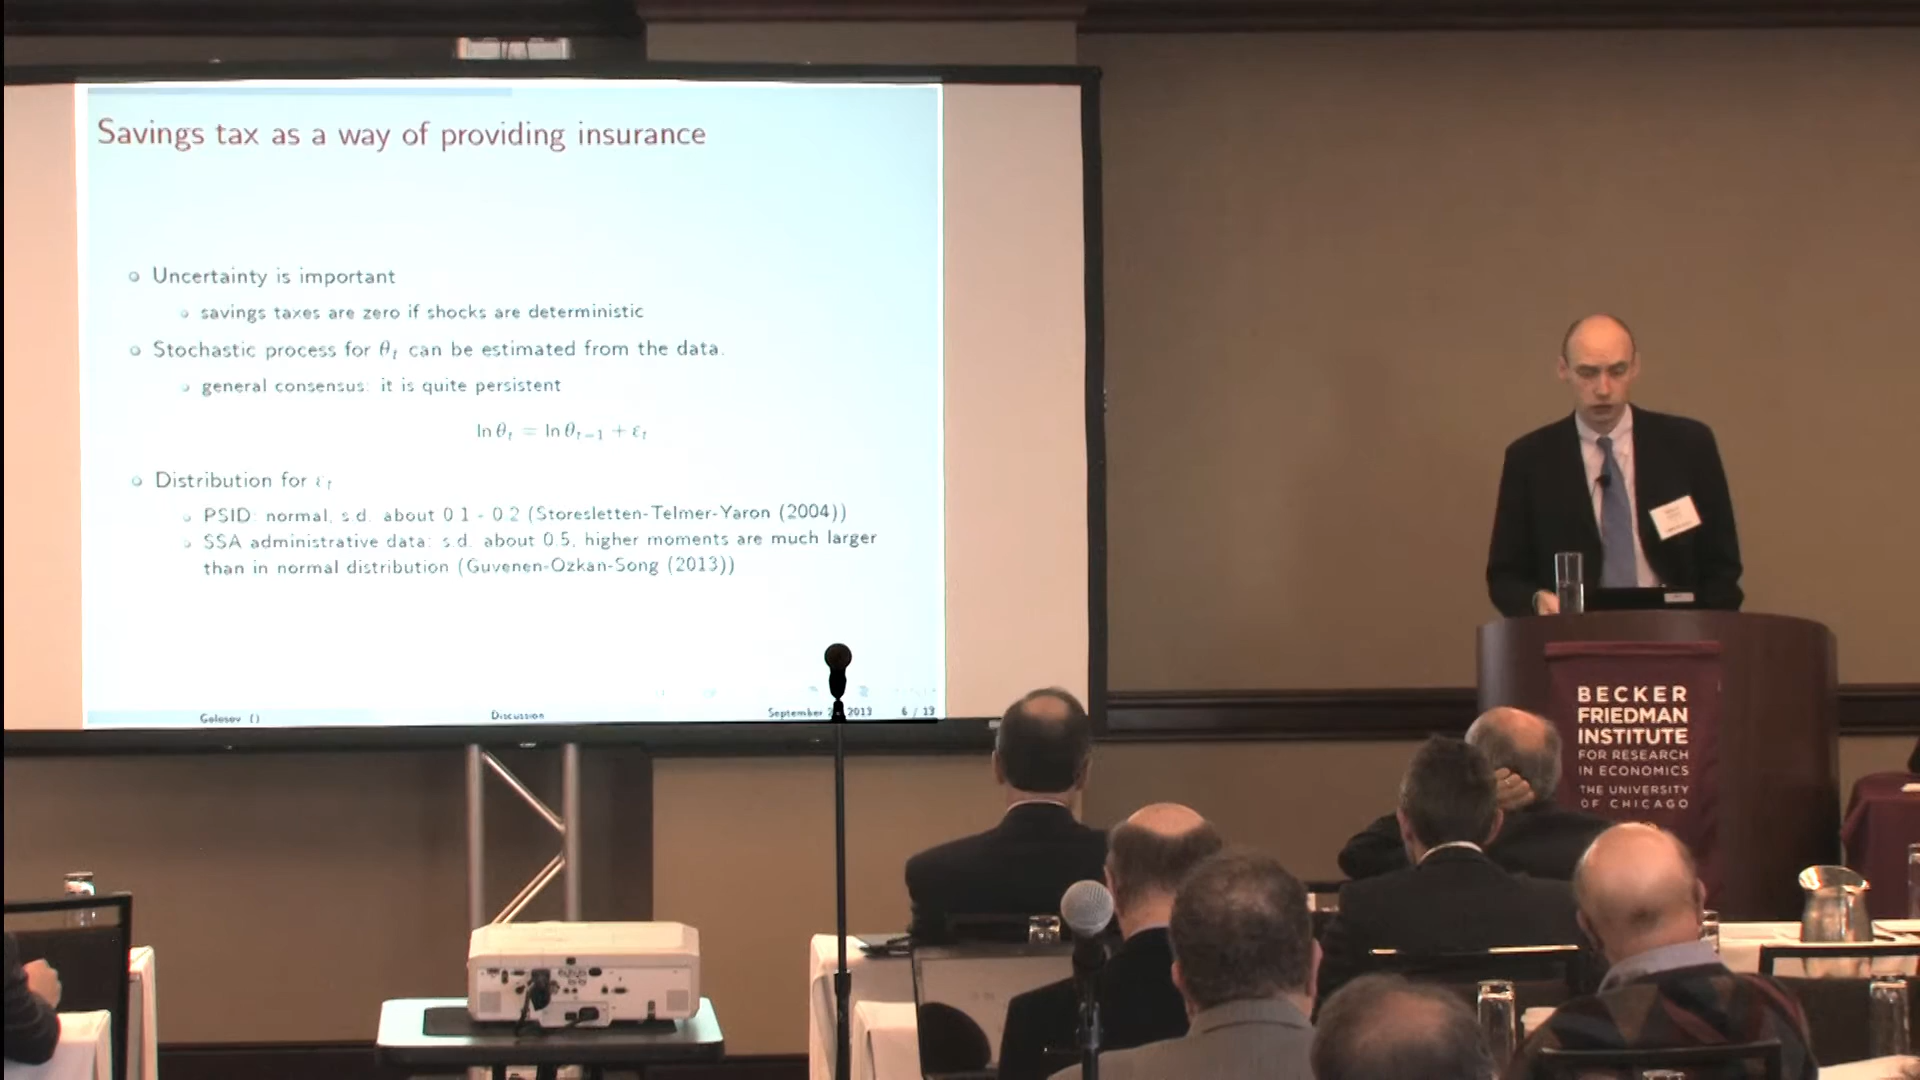 Savings tax as a way of providing insurance
Uncertainty is important
savings taxes are zero if shocks are deterministic
Stochastic process for θt can be estimated from the data.
general consensus: it is quite persistent
ln θt = ln θt−1 + εt
Distribution for εt
PSID: normal, s.d. about 0.1 - 0.2 (Storesletten-Telmer-Yaron (2004))
SSA administrative data: s.d. about 0.5, higher moments are much larger
than in normal distribution (Guvenen-Ozkan-Song (2013))
Golosov ()
Discussion
September 2013
6 / 13
BECKER
FRIEDMAN
INSTITUTE
FOR RESEARCH
IN ECONOMICS
THE UNIVERSITY
OF CHICAGO